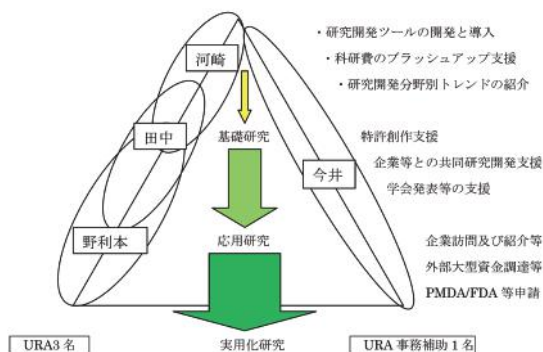 ・研究開発ツールの開発と導入
河崎
・科研費のブラッシュアップ支援
・研究開発分野別トレンドの紹介
田中
基礎研究
特許創作支援
今井
企業等との共同研究開発支援
学会発表等の支援
野利本
応用研究
企業訪問及び紹介等
外部大型資金調達等
PMDA/FDA 等申請
URA3 名
実用化研究
URA 事務補助 1 名